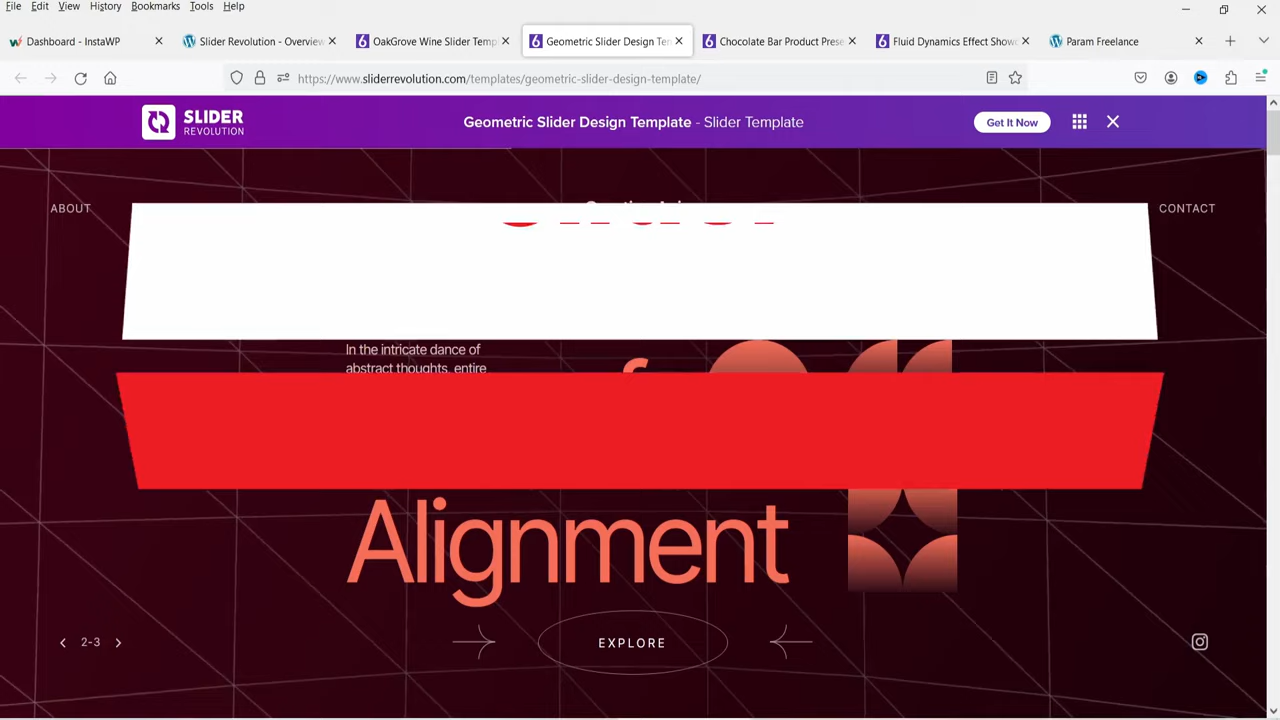 File Edit View History Bookmarks Tools Help
Dashboard - InstaWP
Slider Revolution - Overview
OakGrove Wine Slider Temp
Geometric Slider Design Ten
Chocolate Bar Product Prese
Fluid Dynamics Effect Showc
Param Freelance
https://www.sliderrevolution.com/templates/geometric-slider-design-template/
SLIDER
REVOLUTION
Geometric Slider Design Template - Slider Template
Get It Now
ABOUT
CONTACT
In the intricate dance of
abstract thoughts, entire
Alignment
2-3
EXPLORE